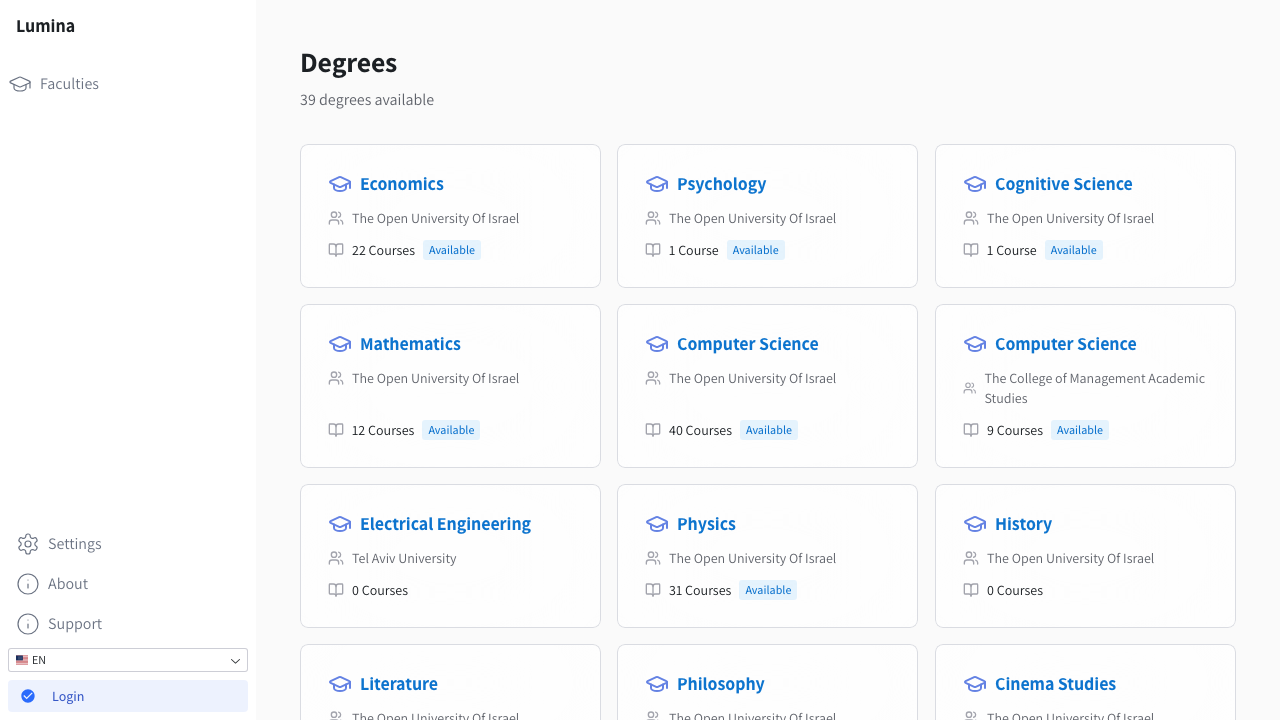 Lumina
Faculties
Settings
About
Support
EN
Login
Degrees
39 degrees available
Economics
The Open University Of Israel
22 Courses Available
Psychology
The Open University Of Israel
1 Course Available
Cognitive Science
The Open University Of Israel
1 Course Available
Mathematics
The Open University Of Israel
12 Courses Available
Computer Science
The Open University Of Israel
40 Courses Available
Computer Science
The College of Management Academic
Studies
9 Courses Available
Electrical Engineering
Tel Aviv University
0 Courses
Physics
The Open University Of Israel
31 Courses Available
History
The Open University Of Israel
0 Courses
Literature
The Open University Of Israel
Philosophy
The Open University Of Israel
Cinema Studies
The Open University Of Israel